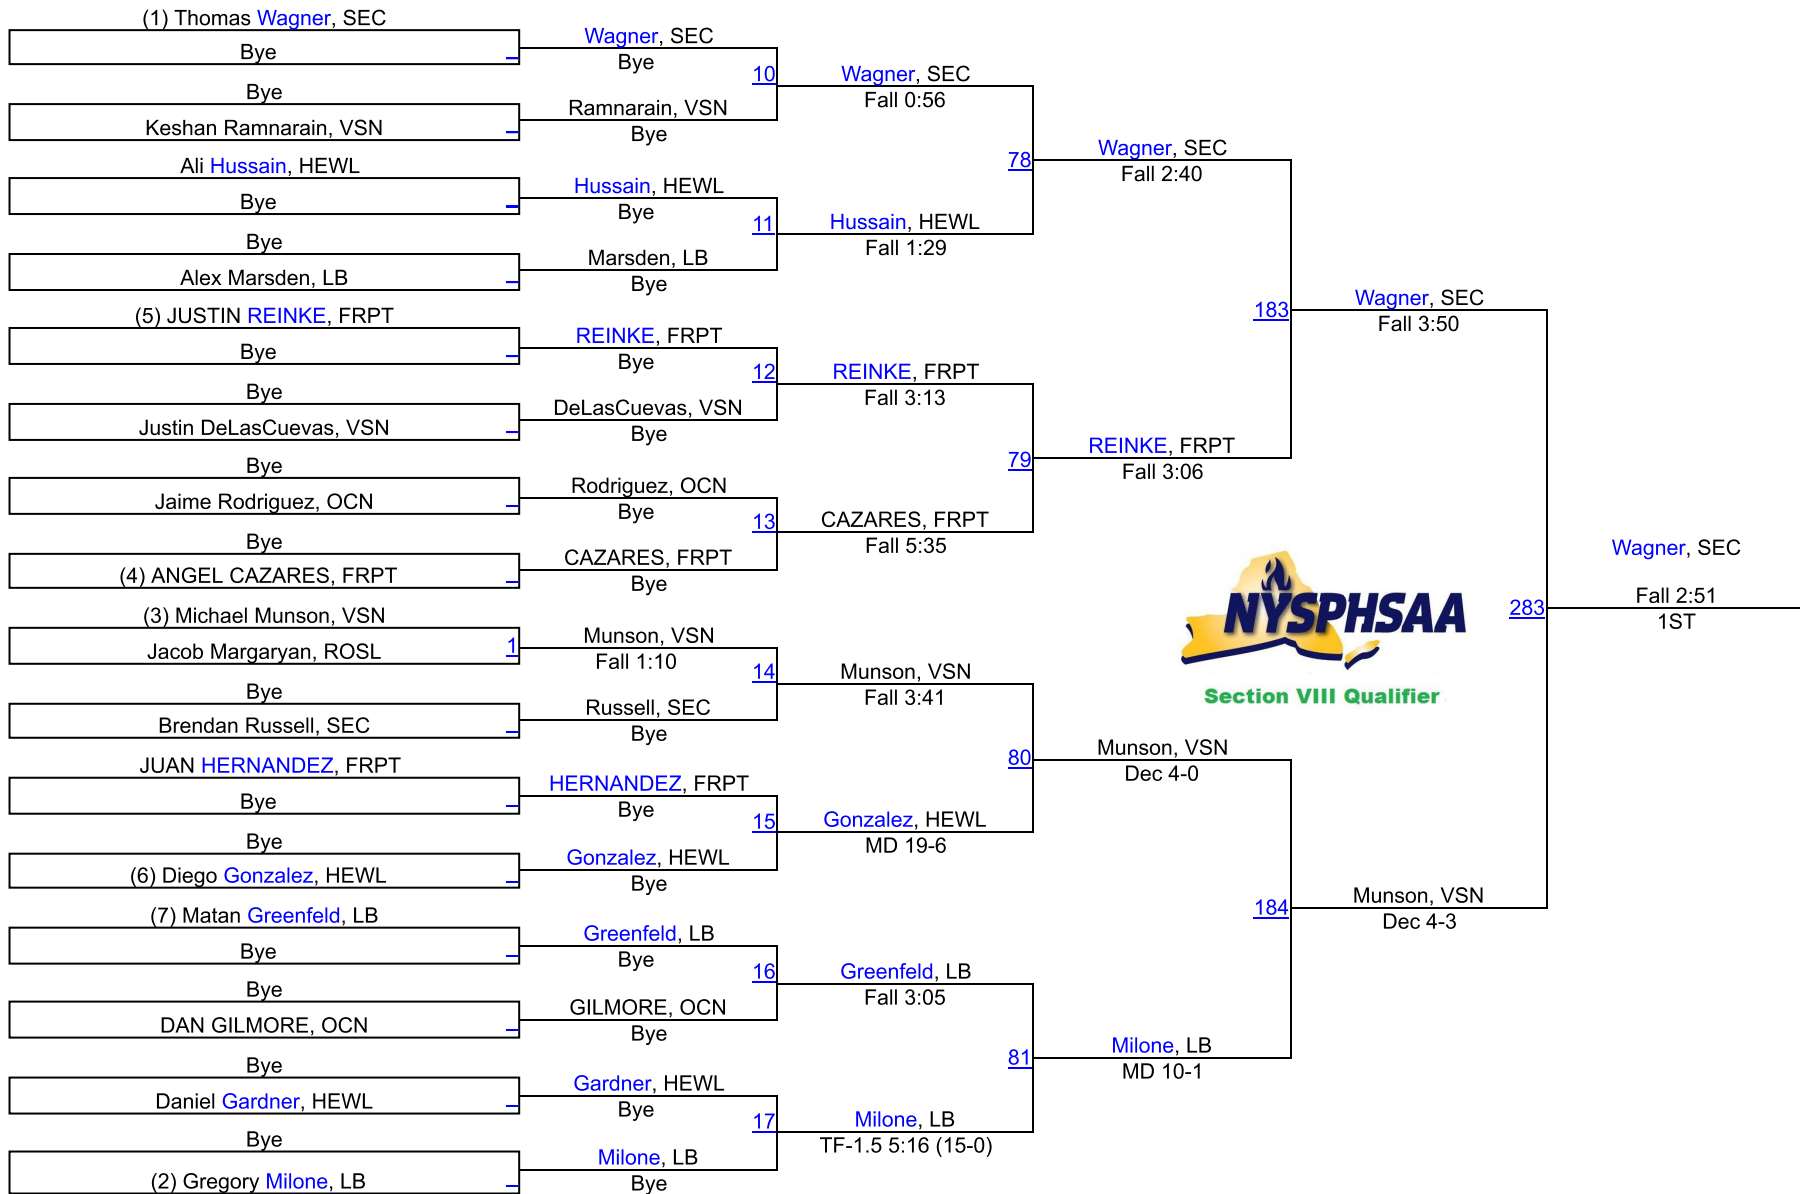 (1) Thomas Wagner, SEC
Bye
Bye
Keshan Ramnarain, VSN
Ali Hussain, HEWL
Bye
Bye
Alex Marsden, LB
(5) JUSTIN REINKE, FRPT
Bye
Bye
Justin DeLasCuevas, VSN
Bye
Jaime Rodriguez, OCN
Bye
(4) ANGEL CAZARES, FRPT
(3) Michael Munson, VSN
Jacob Margaryan, ROSL 1
Bye
Brendan Russell, SEC
JUAN HERNANDEZ, FRPT
Bye
Bye
(6) Diego Gonzalez, HEWL
(7) Matan Greenfeld, LB
Bye
Bye
DAN GILMORE, OCN
Bye
Daniel Gardner, HEWL
Bye
(2) Gregory Milone, LB
Wagner, SEC
Bye
10
Ramnarain, VSN
Bye
Hussain, HEWL
Bye
11
Marsden, LB
Bye
REINKE, FRPT
Bye
12
DeLasCuevas, VSN
Bye
Rodriguez, OCN
Bye
13
CAZARES, FRPT
Bye
Munson, VSN
Fall 1:10
14
Russell, SEC
Bye
HERNANDEZ, FRPT
Bye
15
Gonzalez, HEWL
Bye
Greenfeld, LB
Bye
16
GILMORE, OCN
Bye
Gardner, HEWL
Bye
17
Milone, LB
Bye
Wagner, SEC
Fall 0:56
78
Hussain, HEWL
Fall 1:29
REINKE, FRPT
Fall 3:13
79
CAZARES, FRPT
Fall 5:35
Munson, VSN
Fall 3:41
80
Gonzalez, HEWL
MD 19-6
Greenfeld, LB
Fall 3:05
81
Milone, LB
TF-1.5 5:16 (15-0)
Wagner, SEC
Fall 2:40
183
REINKE, FRPT
Fall 3:06
Munson, VSN
Dec 4-0
184
Milone, LB
MD 10-1
Wagner, SEC
Fall 3:50
283
Munson, VSN
Dec 4-3
NYSPHSAA
Section VIII Qualifier
Wagner, SEC
Fall 2:51
1ST